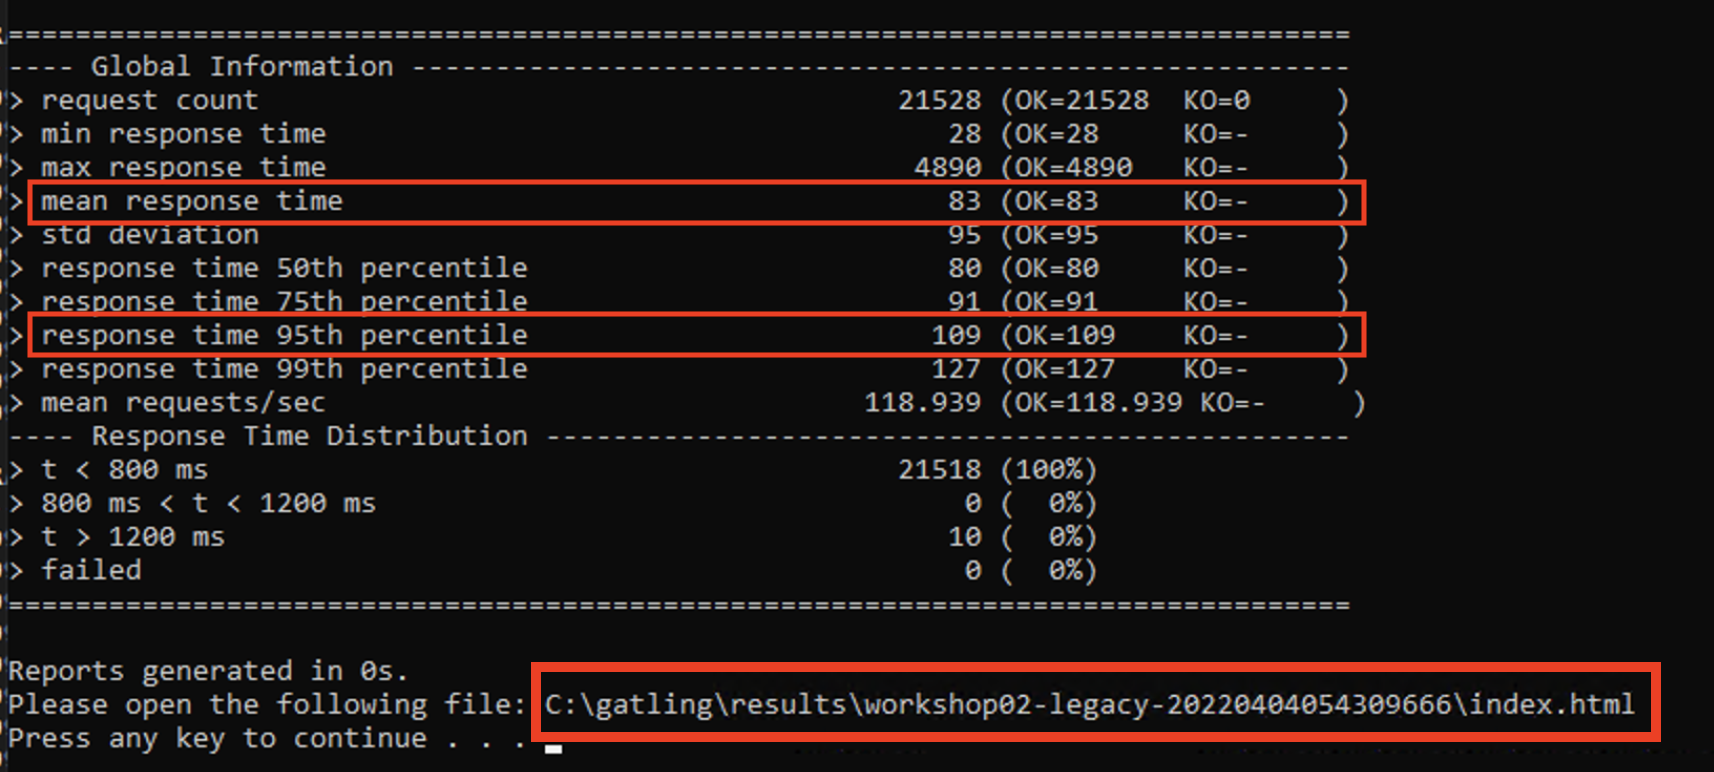 ================================================================================
---- Global Information --------------------------------------------------------
> request count                                      21528 (OK=21528  KO=0     )
> min response time                                     28 (OK=28     KO=-     )
> max response time                                   4890 (OK=4890   KO=-     )
> mean response time                                    83 (OK=83     KO=-     )
> std deviation                                         95 (OK=95     KO=-     )
> response time 50th percentile                         80 (OK=80     KO=-     )
> response time 75th percentile                         91 (OK=91     KO=-     )
> response time 95th percentile                        109 (OK=109    KO=-     )
> response time 99th percentile                        127 (OK=127    KO=-     )
> mean requests/sec                                118.939 (OK=118.939 KO=-     )
---- Response Time Distribution ------------------------------------------------
> t < 800 ms                                         21518 (100%)
> 800 ms < t < 1200 ms                                   0 (  0%)
> t > 1200 ms                                           10 (  0%)
> failed                                                 0 (  0%)
================================================================================
Reports generated in 0s.
Please open the following file: C:\gatling\results\workshop02-legacy-20220404054309666\index.html
Press any key to continue . . .